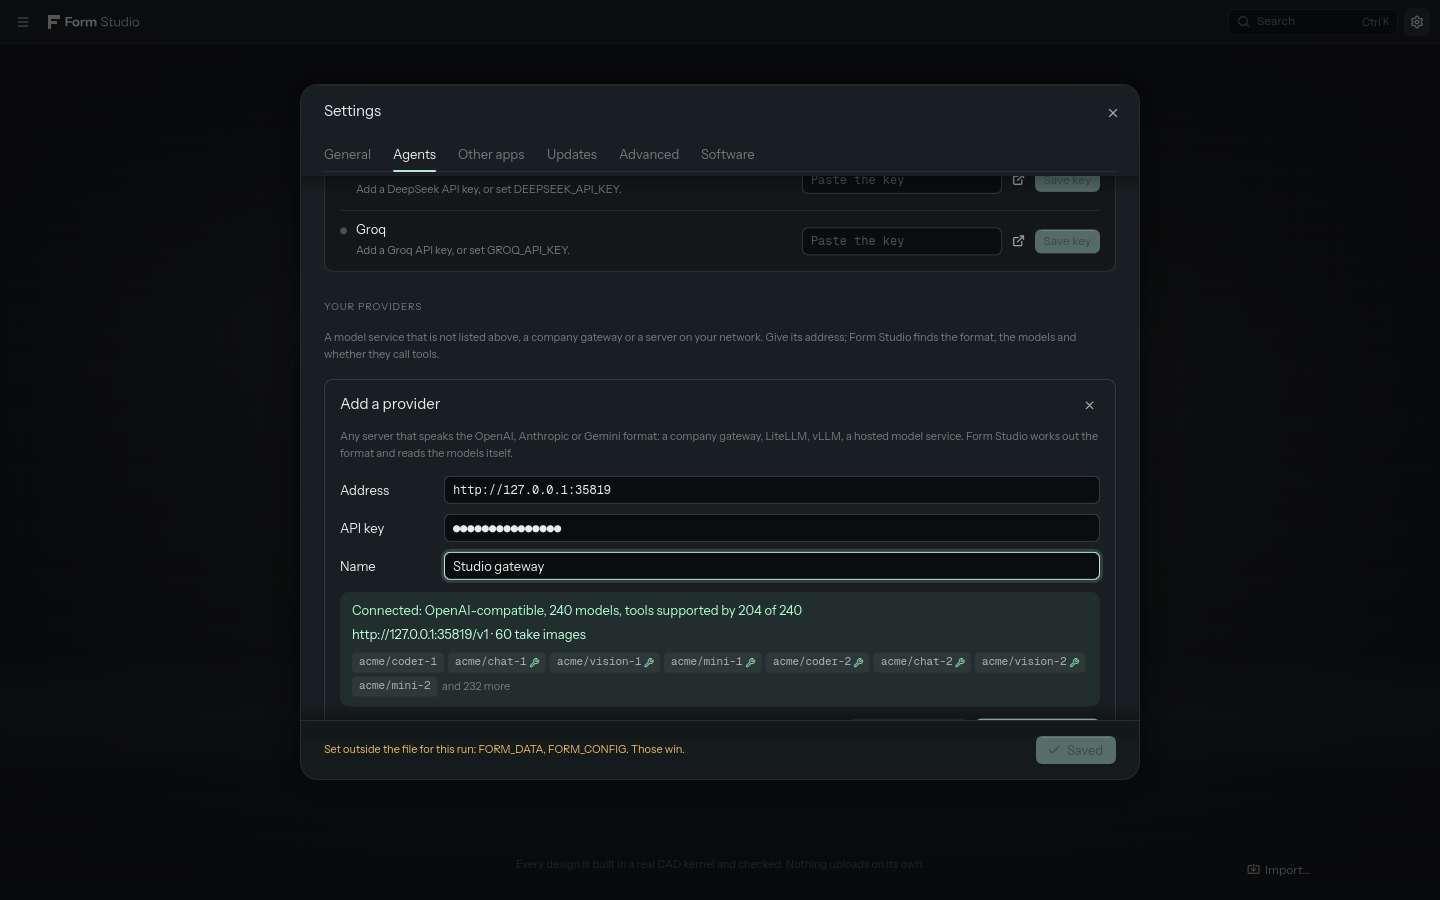 Form Studio
Search Ctrl K
Settings
General Agents Other apps Updates Advanced Software
Add a DeepSeek API key, or set DEEPSEEK_API_KEY.
Paste the key
Save key
Groq
Add a Groq API key, or set GROQ_API_KEY.
Paste the key
Save key
YOUR PROVIDERS
A model service that is not listed above, a company gateway or a server on your network. Give its address; Form Studio finds the format, the models and
whether they call tools.
Add a provider
Any server that speaks the OpenAI, Anthropic or Gemini format: a company gateway, LiteLLM, vLLM, a hosted model service. Form Studio works out the
format and reads the models itself.
Address http://127.0.0.1:35819
API key
Name Studio gateway
Connected: OpenAI-compatible, 240 models, tools supported by 204 of 240
http://127.0.0.1:35819/v1 · 60 take images
acme/coder-1 acme/chat-1 acme/vision-1 acme/mini-1 acme/coder-2 acme/chat-2 acme/vision-2
acme/mini-2 and 232 more
Set outside the file for this run: FORM_DATA, FORM_CONFIG. Those win.
Saved
Every design is built in a real CAD kernel and checked. Nothing uploads on its own.
Import...